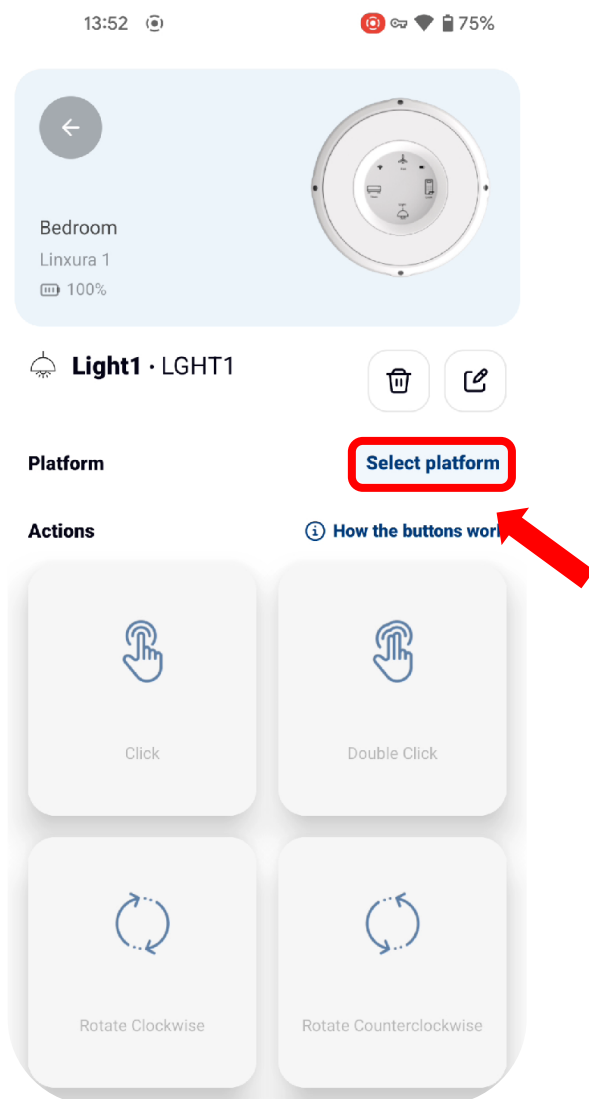 13:52 75%
Bedroom
Linxura 1
100%
Light1 · LGHT1
Platform Select platform
Actions How the buttons work
Click Double Click
Rotate Clockwise Rotate Counterclockwise